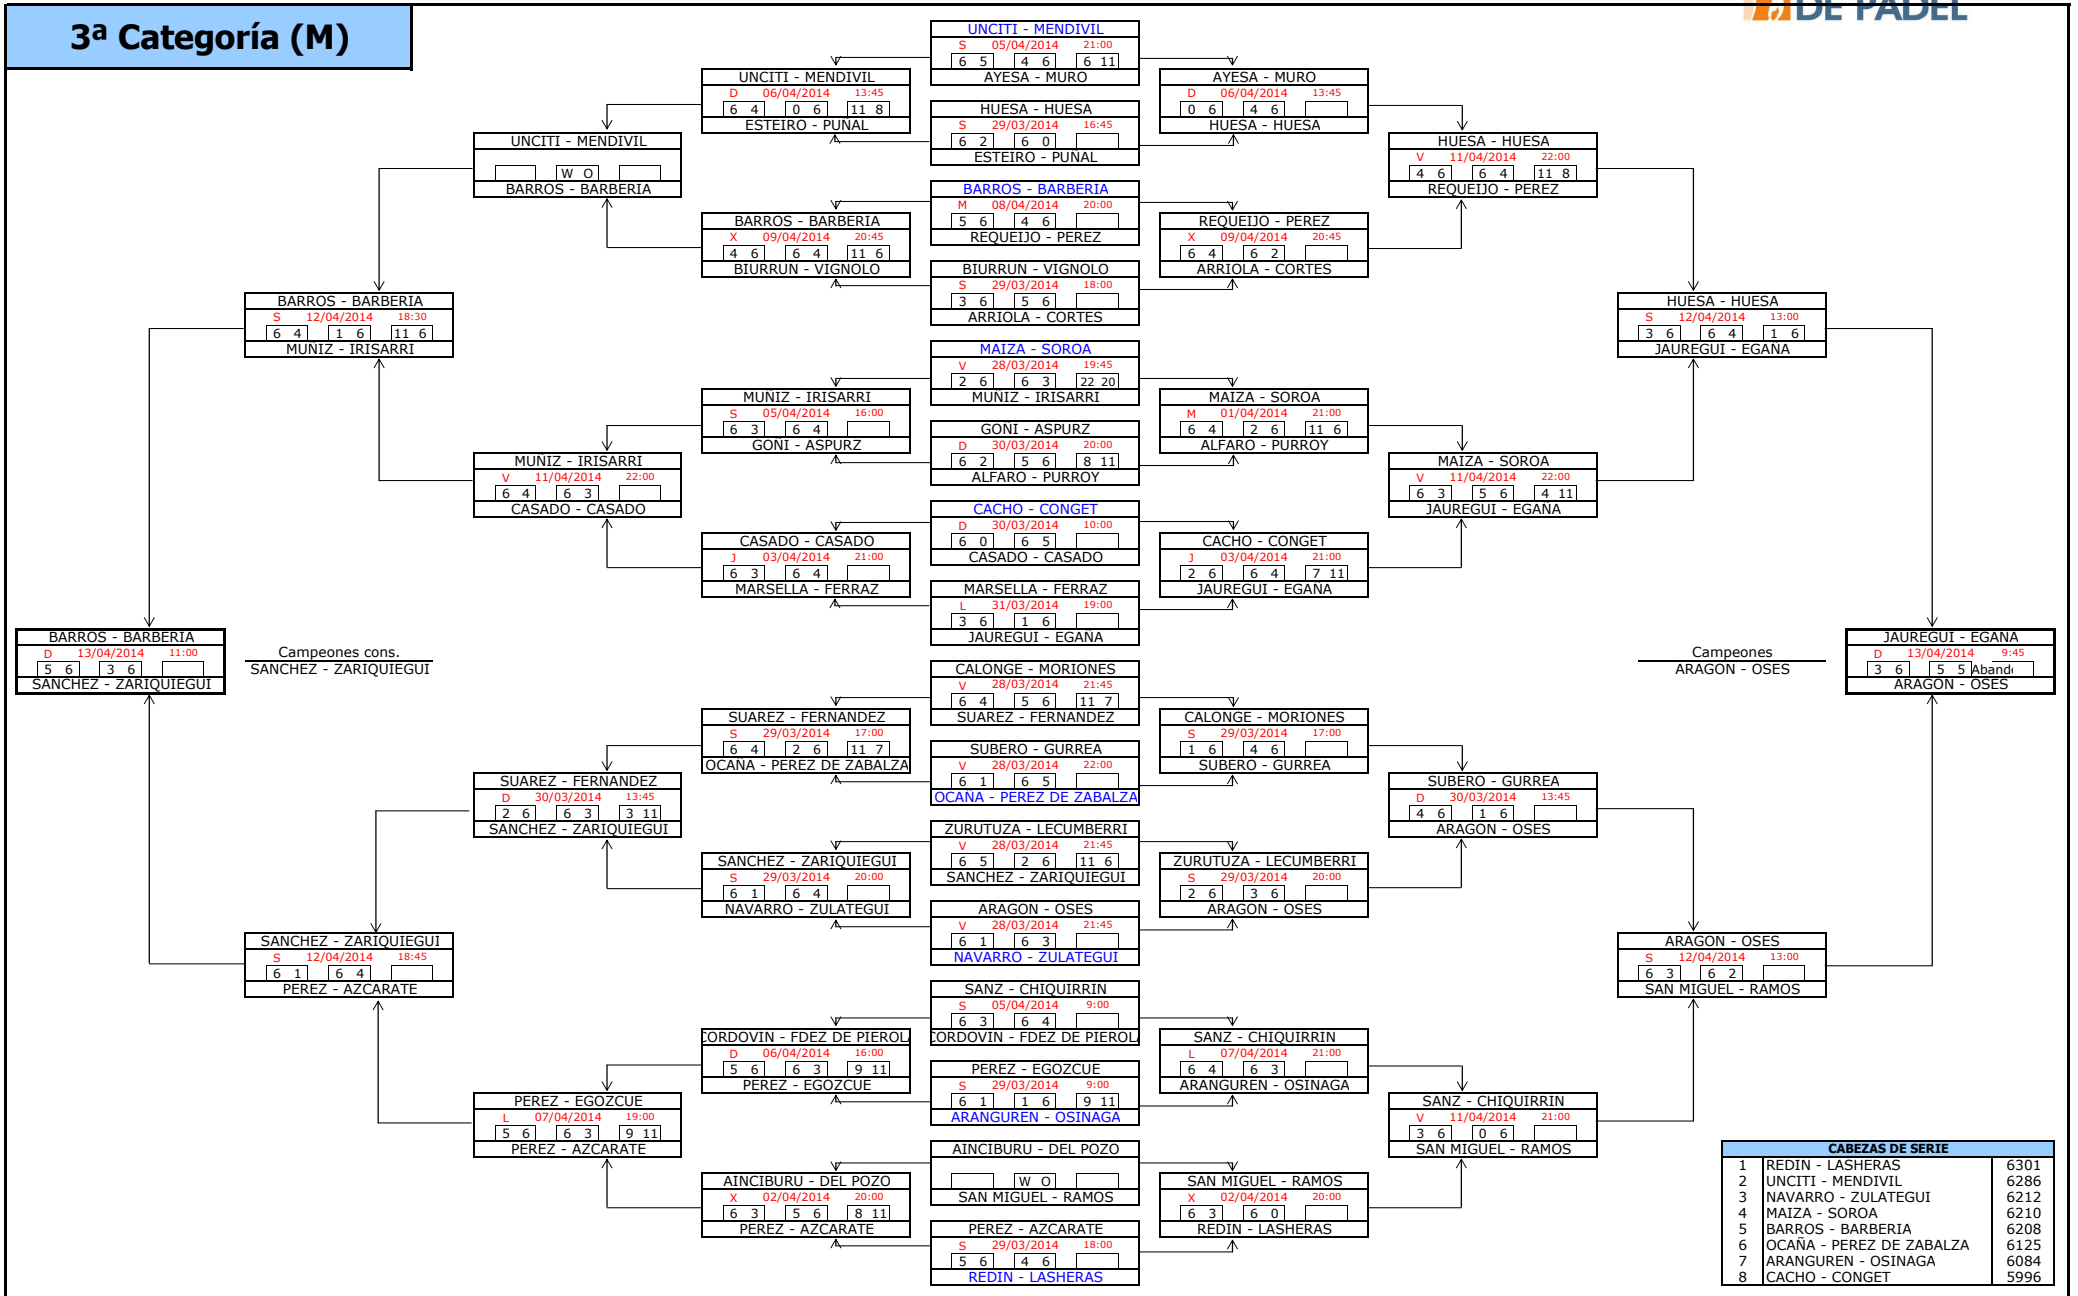 3ª Categoría (M)
DE PADEL
UNCITI - MENDIVIL
S 05/04/2014 21:00
6 5 4 6 6 11
AYESA - MURO
HUESA - HUESA
S 29/03/2014 16:45
6 2 6 0
ESTEIRO - PUÑAL
BARROS - BARBERIA
M 08/04/2014 20:00
5 6 4 6
REQUEIJO - PEREZ
BIURRUN - VIGNOLO
S 29/03/2014 18:00
3 6 5 6
ARRIOLA - CORTES
MAIZA - SOROA
V 28/03/2014 19:45
2 6 6 3 22 20
MUÑIZ - IRISARRI
GOÑI - ASPURZ
D 30/03/2014 20:00
6 2 5 6 8 11
ALFARO - PURROY
CACHO - CONGET
D 30/03/2014 10:00
6 0 6 5
CASADO - CASADO
MARSELLA - FERRAZ
L 31/03/2014 19:00
3 6 1 6
JAUREGUI - EGAÑA
CALONGE - MORIONES
V 28/03/2014 21:45
6 4 5 6 11 7
SUAREZ - FERNANDEZ
SUBERO - GURREA
V 28/03/2014 22:00
6 1 6 5
OCAÑA - PEREZ DE ZABALZA
ZURUTUZA - LECUMBERRI
V 28/03/2014 21:45
6 5 2 6 11 6
SANCHEZ - ZARIQUIEGUI
ARAGON - OSES
V 28/03/2014 21:45
6 1 6 3
NAVARRO - ZULATEGUI
SANZ - CHIQUIRRIN
S 05/04/2014 9:00
6 3 6 4
CORDOVIN - FDEZ DE PIEROL
PEREZ - EGOZCUE
S 29/03/2014 9:00
6 1 1 6 9 11
ARANGUREN - OSINAGA
AINCIBURU - DEL POZO
W O
SAN MIGUEL - RAMOS
PEREZ - AZCARATE
S 29/03/2014 18:00
5 6 4 6
REDIN - LASHERAS
UNCITI - MENDIVIL
D 06/04/2014 13:45
6 4 0 6 11 8
ESTEIRO - PUÑAL
BARROS - BARBERIA
X 09/04/2014 20:45
4 6 6 4 11 6
BIURRUN - VIGNOLO
MUÑIZ - IRISARRI
S 05/04/2014 16:00
6 3 6 4
GOÑI - ASPURZ
CASADO - CASADO
J 03/04/2014 21:00
6 3 6 4
MARSELLA - FERRAZ
SUAREZ - FERNANDEZ
S 29/03/2014 17:00
6 4 2 6 11 7
OCAÑA - PEREZ DE ZABALZA
SANCHEZ - ZARIQUIEGUI
S 29/03/2014 20:00
6 1 6 4
NAVARRO - ZULATEGUI
CORDOVIN - FDEZ DE PIEROL
D 06/04/2014 16:00
5 6 6 3 9 11
PEREZ - EGOZCUE
AINCIBURU - DEL POZO
X 02/04/2014 20:00
6 3 5 6 8 11
PEREZ - AZCARATE
UNCITI - MENDIVIL
W O
BARROS - BARBERIA
MUÑIZ - IRISARRI
V 11/04/2014 22:00
6 4 6 3
CASADO - CASADO
SUAREZ - FERNANDEZ
D 30/03/2014 13:45
2 6 6 3 3 11
SANCHEZ - ZARIQUIEGUI
PEREZ - EGOZCUE
L 07/04/2014 19:00
5 6 6 3 9 11
PEREZ - AZCARATE
BARROS - BARBERIA
S 12/04/2014 18:30
6 4 1 6 11 6
MUÑIZ - IRISARRI
SANCHEZ - ZARIQUIEGUI
S 12/04/2014 18:45
6 1 6 4
PEREZ - AZCARATE
BARROS - BARBERIA
D 13/04/2014 11:00
5 6 3 6
SANCHEZ - ZARIQUIEGUI
Campeones cons.
SANCHEZ - ZARIQUIEGUI
AYESA - MURO
D 06/04/2014 13:45
0 6 4 6
HUESA - HUESA
REQUEIJO - PEREZ
X 09/04/2014 20:45
6 4 6 2
ARRIOLA - CORTES
MAIZA - SOROA
M 01/04/2014 21:00
6 4 2 6 11 6
ALFARO - PURROY
CACHO - CONGET
J 03/04/2014 21:00
2 6 6 4 7 11
JAUREGUI - EGAÑA
CALONGE - MORIONES
S 29/03/2014 17:00
1 6 4 6
SUBERO - GURREA
ZURUTUZA - LECUMBERRI
S 29/03/2014 20:00
2 6 3 6
ARAGON - OSES
SANZ - CHIQUIRRIN
L 07/04/2014 21:00
6 4 6 3
ARANGUREN - OSINAGA
SAN MIGUEL - RAMOS
X 02/04/2014 20:00
6 3 6 0
REDIN - LASHERAS
HUESA - HUESA
V 11/04/2014 22:00
4 6 6 4 11 8
REQUEIJO - PEREZ
MAIZA - SOROA
V 11/04/2014 22:00
6 3 5 6 4 11
JAUREGUI - EGAÑA
SUBERO - GURREA
D 30/03/2014 13:45
4 6 1 6
ARAGON - OSES
SANZ - CHIQUIRRIN
V 11/04/2014 21:00
3 6 0 6
SAN MIGUEL - RAMOS
HUESA - HUESA
S 12/04/2014 13:00
3 6 6 4 1 6
JAUREGUI - EGAÑA
ARAGON - OSES
S 12/04/2014 13:00
6 3 6 2
SAN MIGUEL - RAMOS
Campeones
ARAGON - OSES
JAUREGUI - EGAÑA
D 13/04/2014 9:45
3 6 5 5 Aband
ARAGON - OSES
CABEZAS DE SERIE
1 REDIN - LASHERAS 6301
2 UNCITI - MENDIVIL 6286
3 NAVARRO - ZULATEGUI 6212
4 MAIZA - SOROA 6210
5 BARROS - BARBERIA 6208
6 OCAÑA - PEREZ DE ZABALZA 6125
7 ARANGUREN - OSINAGA 6084
8 CACHO - CONGET 5996